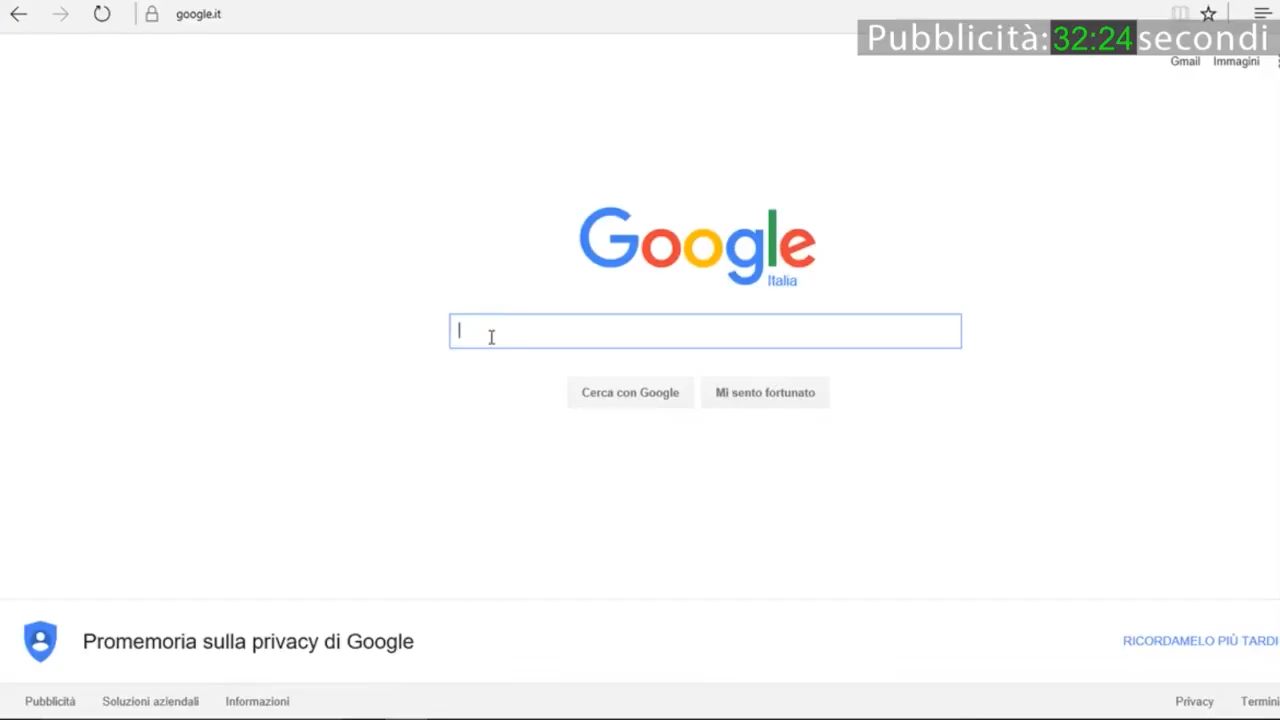 google.it
Pubblicità:32:24secondi
Gmail Immagini
Google
Italia
Cerca con Google Mi sento fortunato
Promemoria sulla privacy di Google
RICORDAMELO PIÙ TARDI
Pubblicità Soluzioni aziendali Informazioni
Privacy Termini